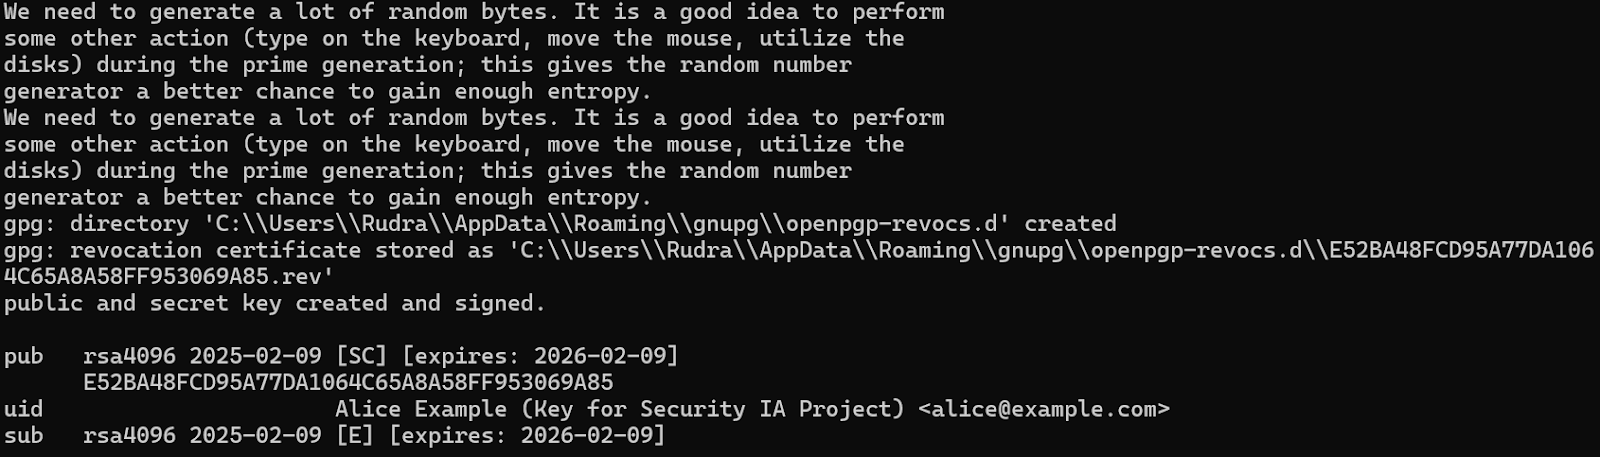 We need to generate a lot of random bytes. It is a good idea to perform
some other action (type on the keyboard, move the mouse, utilize the
disks) during the prime generation; this gives the random number
generator a better chance to gain enough entropy.
We need to generate a lot of random bytes. It is a good idea to perform
some other action (type on the keyboard, move the mouse, utilize the
disks) during the prime generation; this gives the random number
generator a better chance to gain enough entropy.
gpg: directory 'C:\\Users\\Rudra\\AppData\\Roaming\\gnupg\\openpgp-revocs.d' created
gpg: revocation certificate stored as 'C:\\Users\\Rudra\\AppData\\Roaming\\gnupg\\openpgp-revocs.d\\E52BA48FCD95A77DA106
4C65A8A58FF953069A85.rev'
public and secret key created and signed.
pub   rsa4096 2025-02-09 [SC] [expires: 2026-02-09]
      E52BA48FCD95A77DA1064C65A8A58FF953069A85
uid                      Alice Example (Key for Security IA Project) <alice@example.com>
sub   rsa4096 2025-02-09 [E] [expires: 2026-02-09]